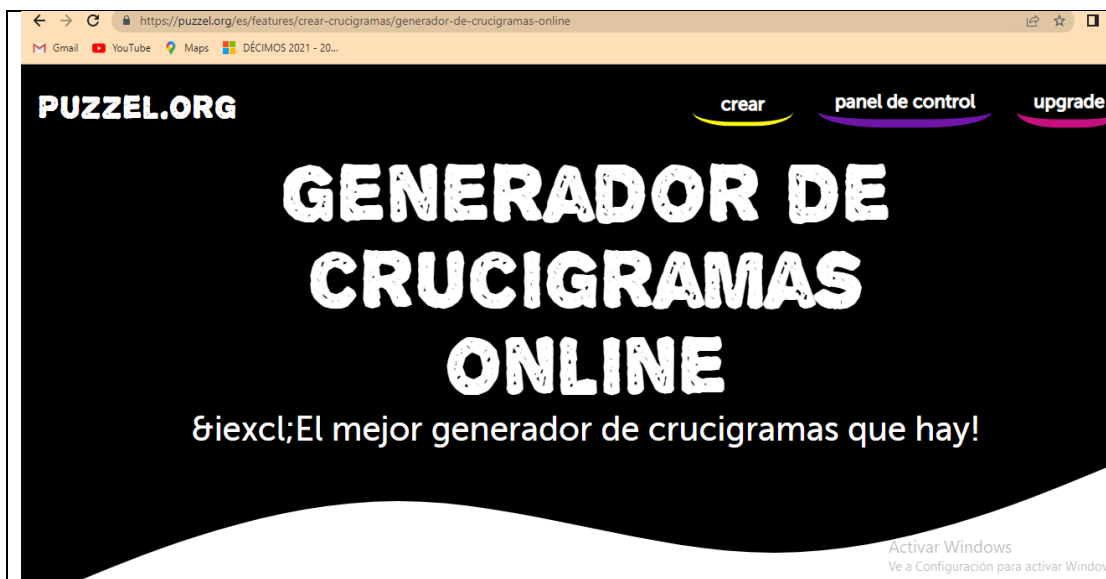 https://puzzel.org/es/features/crear-crucigramas/generador-de-crucigramas-online
Gmail YouTube Maps DÉCIMOS 2021 - 20...
PUZZEL.ORG crear panel de control upgrade
GENERADOR DE
CRUCIGRAMAS
ONLINE
&iexcl;El mejor generador de crucigramas que hay!
Activar Windows
Ve a Configuración para activar Window